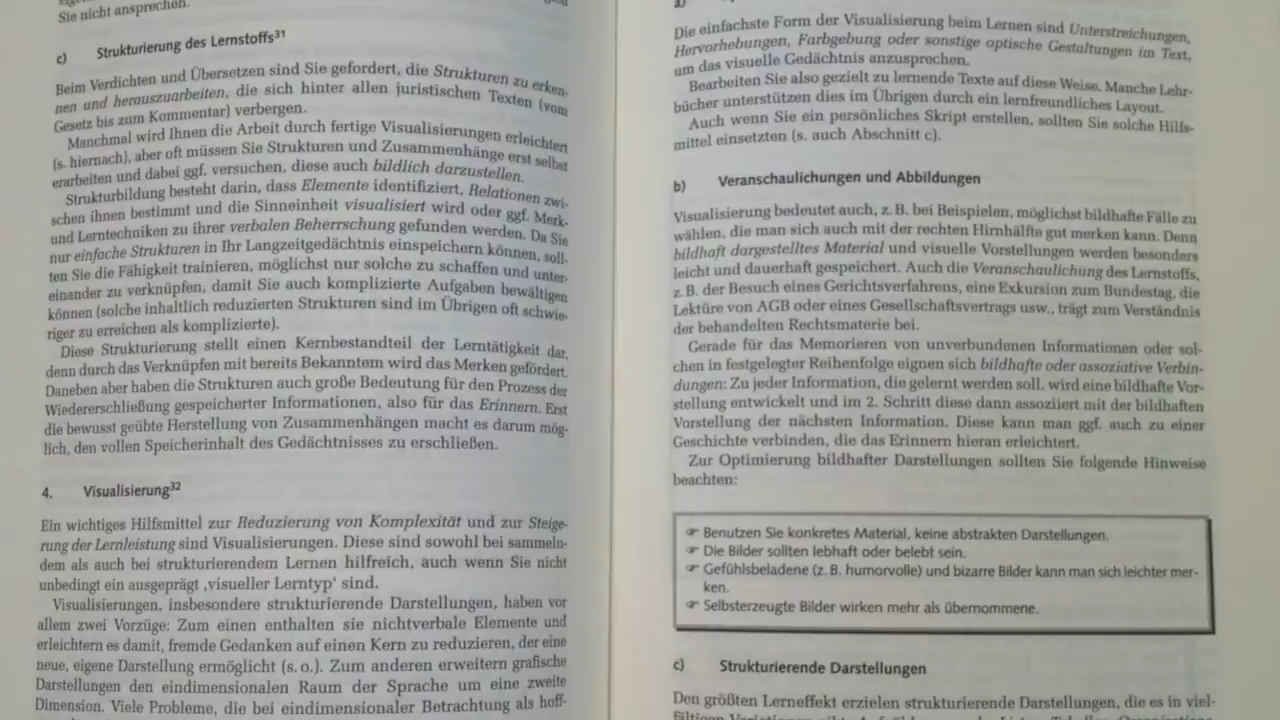 Sie nicht ansprechen.
c) Strukturierung des Lernstoffs31
Beim Verdichten und Übersetzen sind Sie gefordert, die Strukturen zu erken-
nen und herauszuarbeiten, die sich hinter allen juristischen Texten (vom
Gesetz bis zum Kommentar) verbergen.
Manchmal wird Ihnen die Arbeit durch fertige Visualisierungen erleichtert
(s. hiernach), aber oft müssen Sie Strukturen und Zusammenhänge erst selbst
erarbeiten und dabei ggf. versuchen, diese auch bildlich darzustellen.
Strukturbildung besteht darin, dass Elemente identifiziert, Relationen zwi-
schen ihnen bestimmt und die Sinneinheit visualisiert wird oder ggf. Merk-
und Lerntechniken zu ihrer verbalen Beherrschung gefunden werden. Da Sie
nur einfache Strukturen in Ihr Langzeitgedächtnis einspeichern können, soll-
ten Sie die Fähigkeit trainieren, möglichst nur solche zu schaffen und unter-
einander zu verknüpfen, damit Sie auch komplizierte Aufgaben bewältigen
können (solche inhaltlich reduzierten Strukturen sind im Übrigen oft schwie-
riger zu erreichen als komplizierte).
Diese Strukturierung stellt einen Kernbestandteil der Lerntätigkeit dar,
denn durch das Verknüpfen mit bereits Bekanntem wird das Merken gefördert.
Daneben aber haben die Strukturen auch große Bedeutung für den Prozess der
Wiedererschließung gespeicherter Informationen, also für das Erinnern. Erst
die bewusst geübte Herstellung von Zusammenhängen macht es darum mög-
lich, den vollen Speicherinhalt des Gedächtnisses zu erschließen.
4. Visualisierung32
Ein wichtiges Hilfsmittel zur Reduzierung von Komplexität und zur Steige-
rung der Lernleistung sind Visualisierungen. Diese sind sowohl bei sammeln-
dem als auch bei strukturierendem Lernen hilfreich, auch wenn Sie nicht
unbedingt ein ausgeprägt ‚visueller Lerntyp‘ sind.
Visualisierungen, insbesondere strukturierende Darstellungen, haben vor
allem zwei Vorzüge: Zum einen enthalten sie nichtverbale Elemente und
erleichtern es damit, fremde Gedanken auf einen Kern zu reduzieren, der eine
neue, eigene Darstellung ermöglicht (s. o.). Zum anderen erweitern grafische
Darstellungen den eindimensionalen Raum der Sprache um eine zweite
Dimension. Viele Probleme, die bei eindimensionaler Betrachtung als hoff-
Die einfachste Form der Visualisierung beim Lernen sind Unterstreichungen,
Hervorhebungen, Farbgebung oder sonstige optische Gestaltungen im Text,
um das visuelle Gedächtnis anzusprechen.
Bearbeiten Sie also gezielt zu lernende Texte auf diese Weise. Manche Lehr-
bücher unterstützen dies im Übrigen durch ein lernfreundliches Layout.
Auch wenn Sie ein persönliches Skript erstellen, sollten Sie solche Hilfs-
mittel einsetzten (s. auch Abschnitt c).
b) Veranschaulichungen und Abbildungen
Visualisierung bedeutet auch, z. B. bei Beispielen, möglichst bildhafte Fälle zu
wählen, die man sich auch mit der rechten Hirnhälfte gut merken kann. Denn
bildhaft dargestelltes Material und visuelle Vorstellungen werden besonders
leicht und dauerhaft gespeichert. Auch die Veranschaulichung des Lernstoffs,
z. B. der Besuch eines Gerichtsverfahrens, eine Exkursion zum Bundestag, die
Lektüre von AGB oder eines Gesellschaftsvertrags usw., trägt zum Verständnis
der behandelten Rechtsmaterie bei.
Gerade für das Memorieren von unverbundenen Informationen oder sol-
chen in festgelegter Reihenfolge eignen sich bildhafte oder assoziative Verbin-
dungen: Zu jeder Information, die gelernt werden soll, wird eine bildhafte Vor-
stellung entwickelt und im 2. Schritt diese dann assoziiert mit der bildhaften
Vorstellung der nächsten Information. Diese kann man ggf. auch zu einer
Geschichte verbinden, die das Erinnern hieran erleichtert.
Zur Optimierung bildhafter Darstellungen sollten Sie folgende Hinweise
beachten:
☞ Benutzen Sie konkretes Material, keine abstrakten Darstellungen.
☞ Die Bilder sollten lebhaft oder belebt sein.
☞ Gefühlsbeladene (z. B. humorvolle) und bizarre Bilder kann man sich leichter mer-
ken.
☞ Selbsterzeugte Bilder wirken mehr als übernommene.
c) Strukturierende Darstellungen
Den größten Lerneffekt erzielen strukturierende Darstellungen, die es in viel-